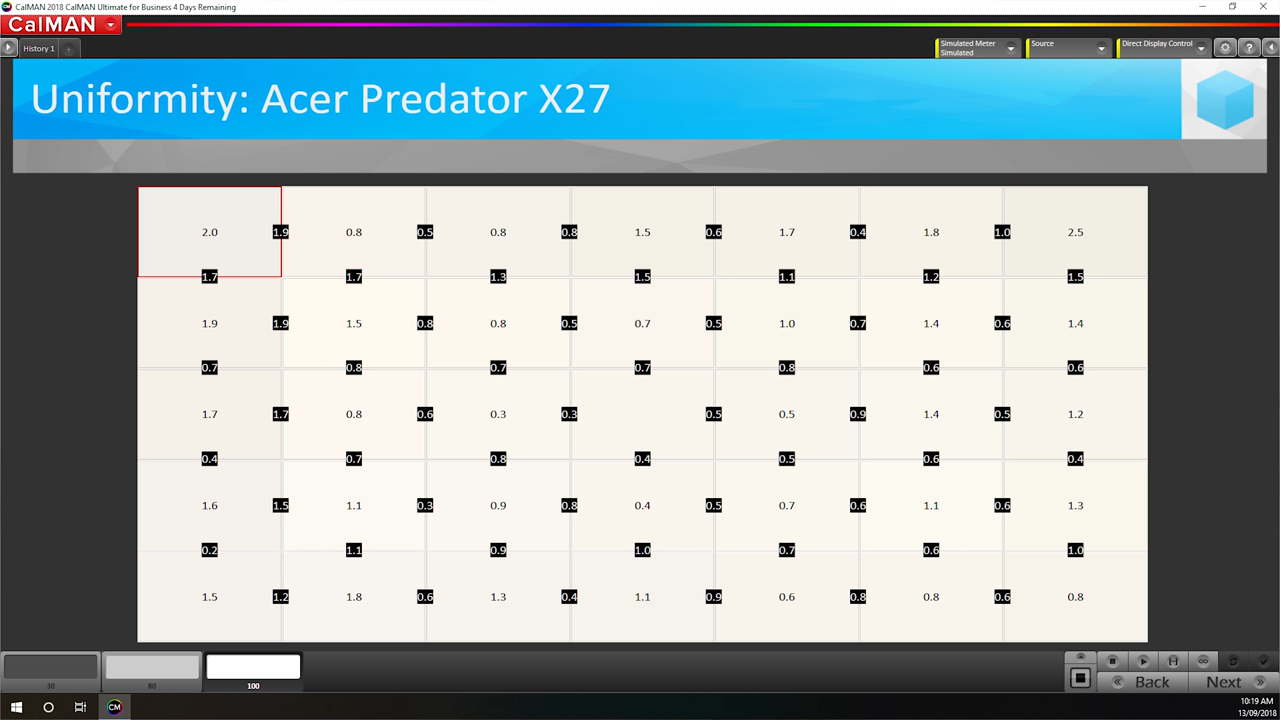 CalMAN 2018 CalMAN Ultimate for Business 4 Days Remaining
CalMAN
History 1
Simulated Meter
Simulated
Source
Direct Display Control
Uniformity: Acer Predator X27
2.0 1.9 0.8 0.5 0.8 0.8 1.5 0.6 1.7 0.4 1.8 1.0 2.5
1.7 1.7 1.3 1.5 1.1 1.2 1.5
1.9 1.9 1.5 0.8 0.8 0.5 0.7 0.5 1.0 0.7 1.4 0.6 1.4
0.7 0.8 0.7 0.7 0.8 0.6 0.6
1.7 1.7 0.8 0.6 0.3 0.3 0.5 0.5 0.9 1.4 0.5 1.2
0.4 0.7 0.8 0.4 0.5 0.6 0.4
1.6 1.5 1.1 0.3 0.9 0.8 0.4 0.5 0.7 0.6 1.1 0.6 1.3
0.2 1.1 0.9 1.0 0.7 0.6 1.0
1.5 1.2 1.8 0.6 1.3 0.4 1.1 0.9 0.6 0.8 0.8 0.6 0.8
30 80 100
Back Next
CM
10:19 AM
13/09/2018